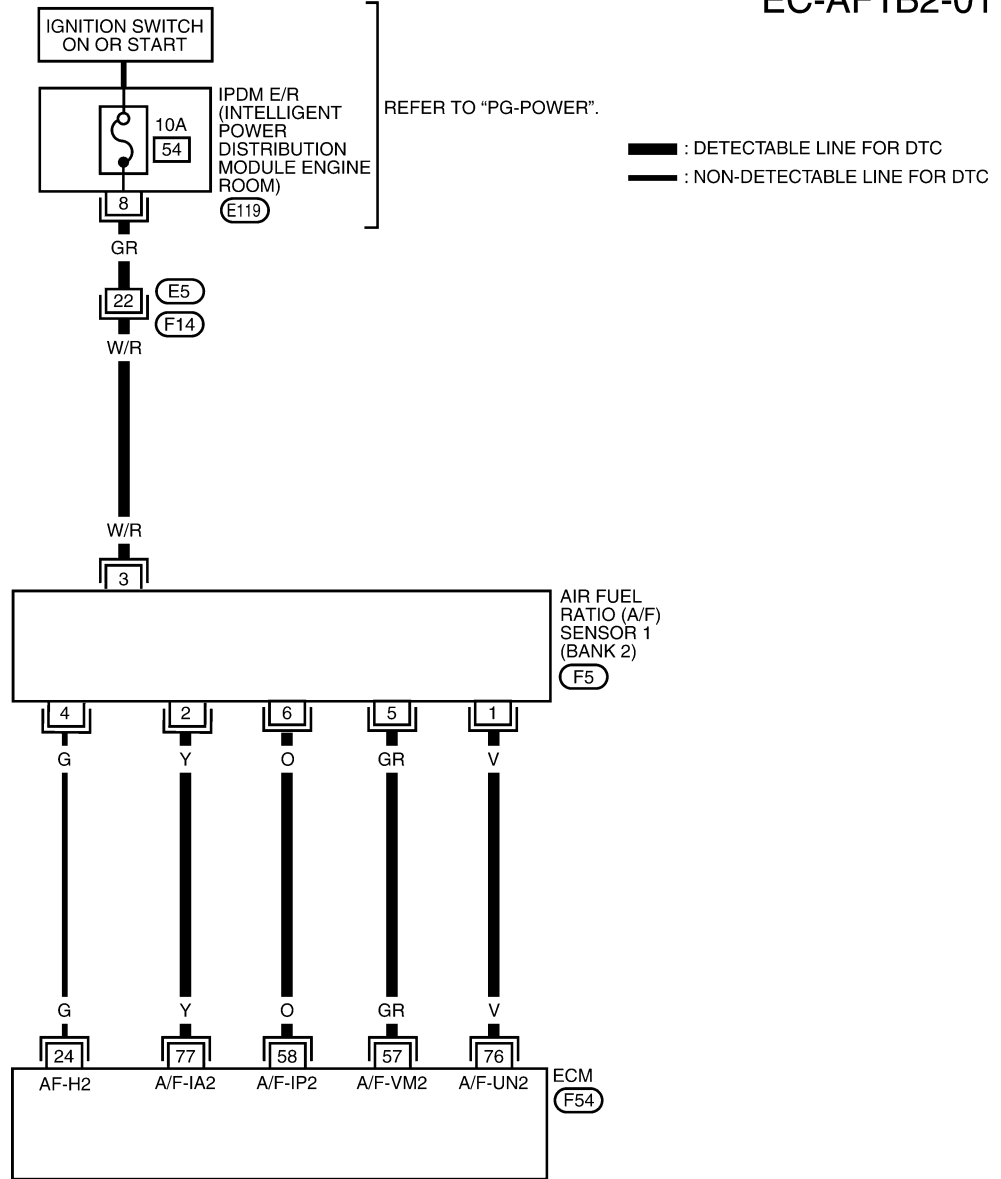 EC-AF1B2-01
IGNITION SWITCH
ON OR START
IPDM E/R
(INTELLIGENT
POWER
DISTRIBUTION
MODULE ENGINE
ROOM)
E119
10A
54
8
REFER TO “PG-POWER”.
: DETECTABLE LINE FOR DTC
: NON-DETECTABLE LINE FOR DTC
GR
22
E5
F14
W/R
W/R
3
AIR FUEL
RATIO (A/F)
SENSOR 1
(BANK 2)
F5
4 2 6 5 1
G Y O GR V
G Y O GR V
24 77 58 57 76
AF-H2 A/F-IA2 A/F-IP2 A/F-VM2 A/F-UN2
ECM
F54